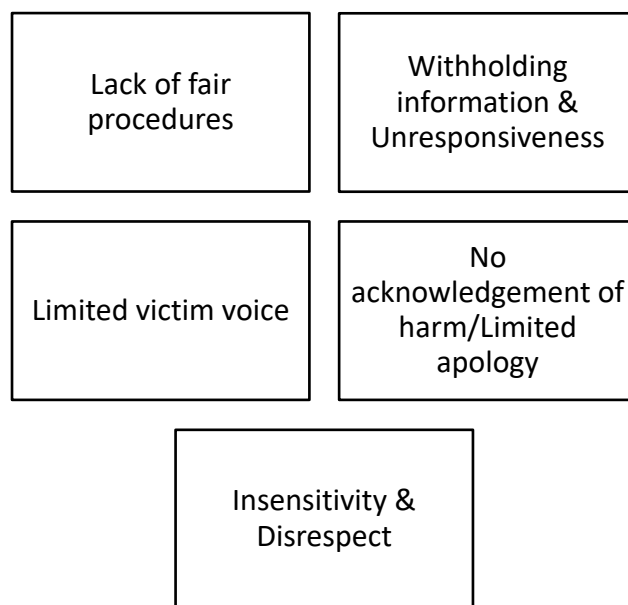 Lack of fair
procedures
Withholding
information &
Unresponsiveness
Limited victim voice
No
acknowledgement of
harm/Limited
apology
Insensitivity &
Disrespect